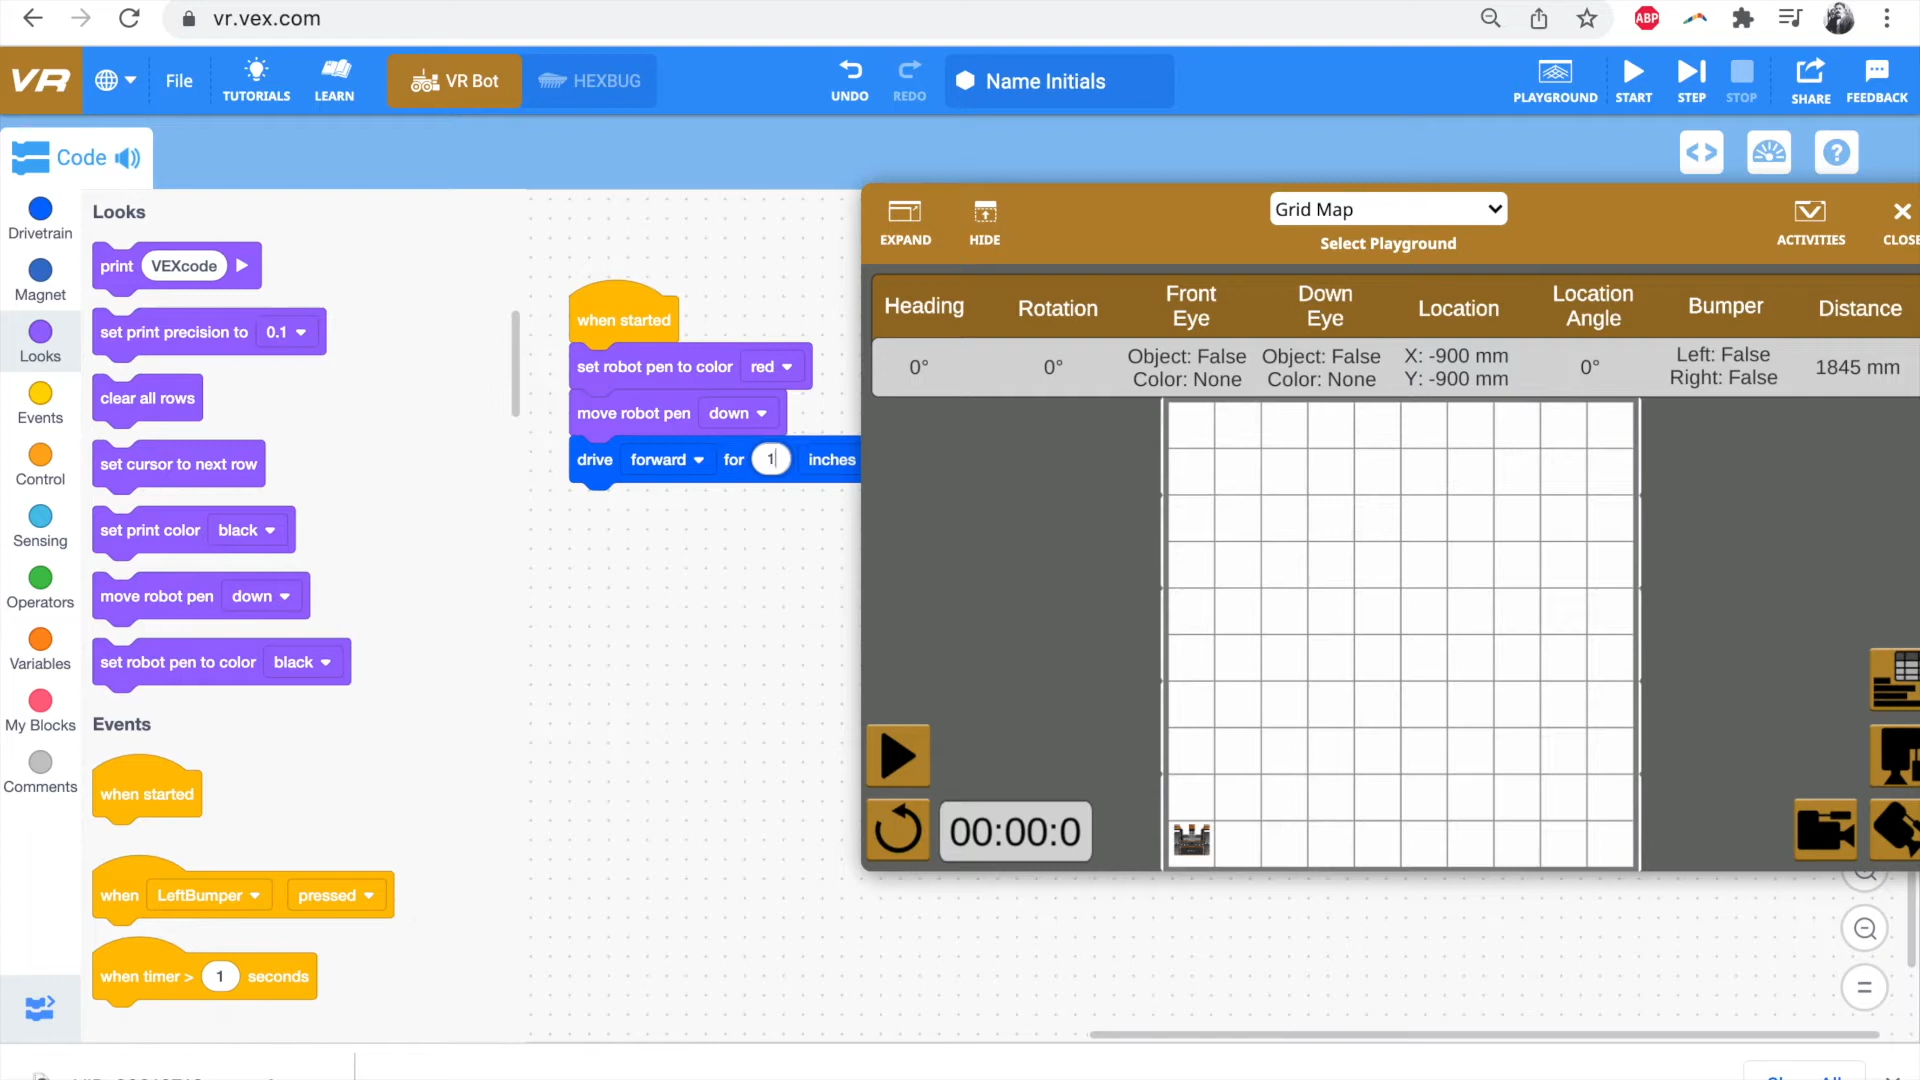 vr.vex.com
ABP
VR
File
TUTORIALS
LEARN
VR Bot
HEXBUG
UNDO
REDO
Name Initials
PLAYGROUND
START
STEP
STOP
SHARE
FEEDBACK
Code
Drivetrain
Magnet
Looks
Events
Control
Sensing
Operators
Variables
My Blocks
Comments
Looks
print VEXcode
set print precision to 0.1
clear all rows
set cursor to next row
set print color black
move robot pen down
set robot pen to color black
Events
when started
when LeftBumper pressed
when timer > 1 seconds
when started
set robot pen to color red
move robot pen down
drive forward for 1 inches
EXPAND
HIDE
Grid Map
Select Playground
ACTIVITIES
CLOSE
Heading
Rotation
Front Eye
Down Eye
Location
Location Angle
Bumper
Distance
0°
0°
Object: False
Color: None
Object: False
Color: None
X: -900 mm
Y: -900 mm
0°
Left: False
Right: False
1845 mm
00:00:0